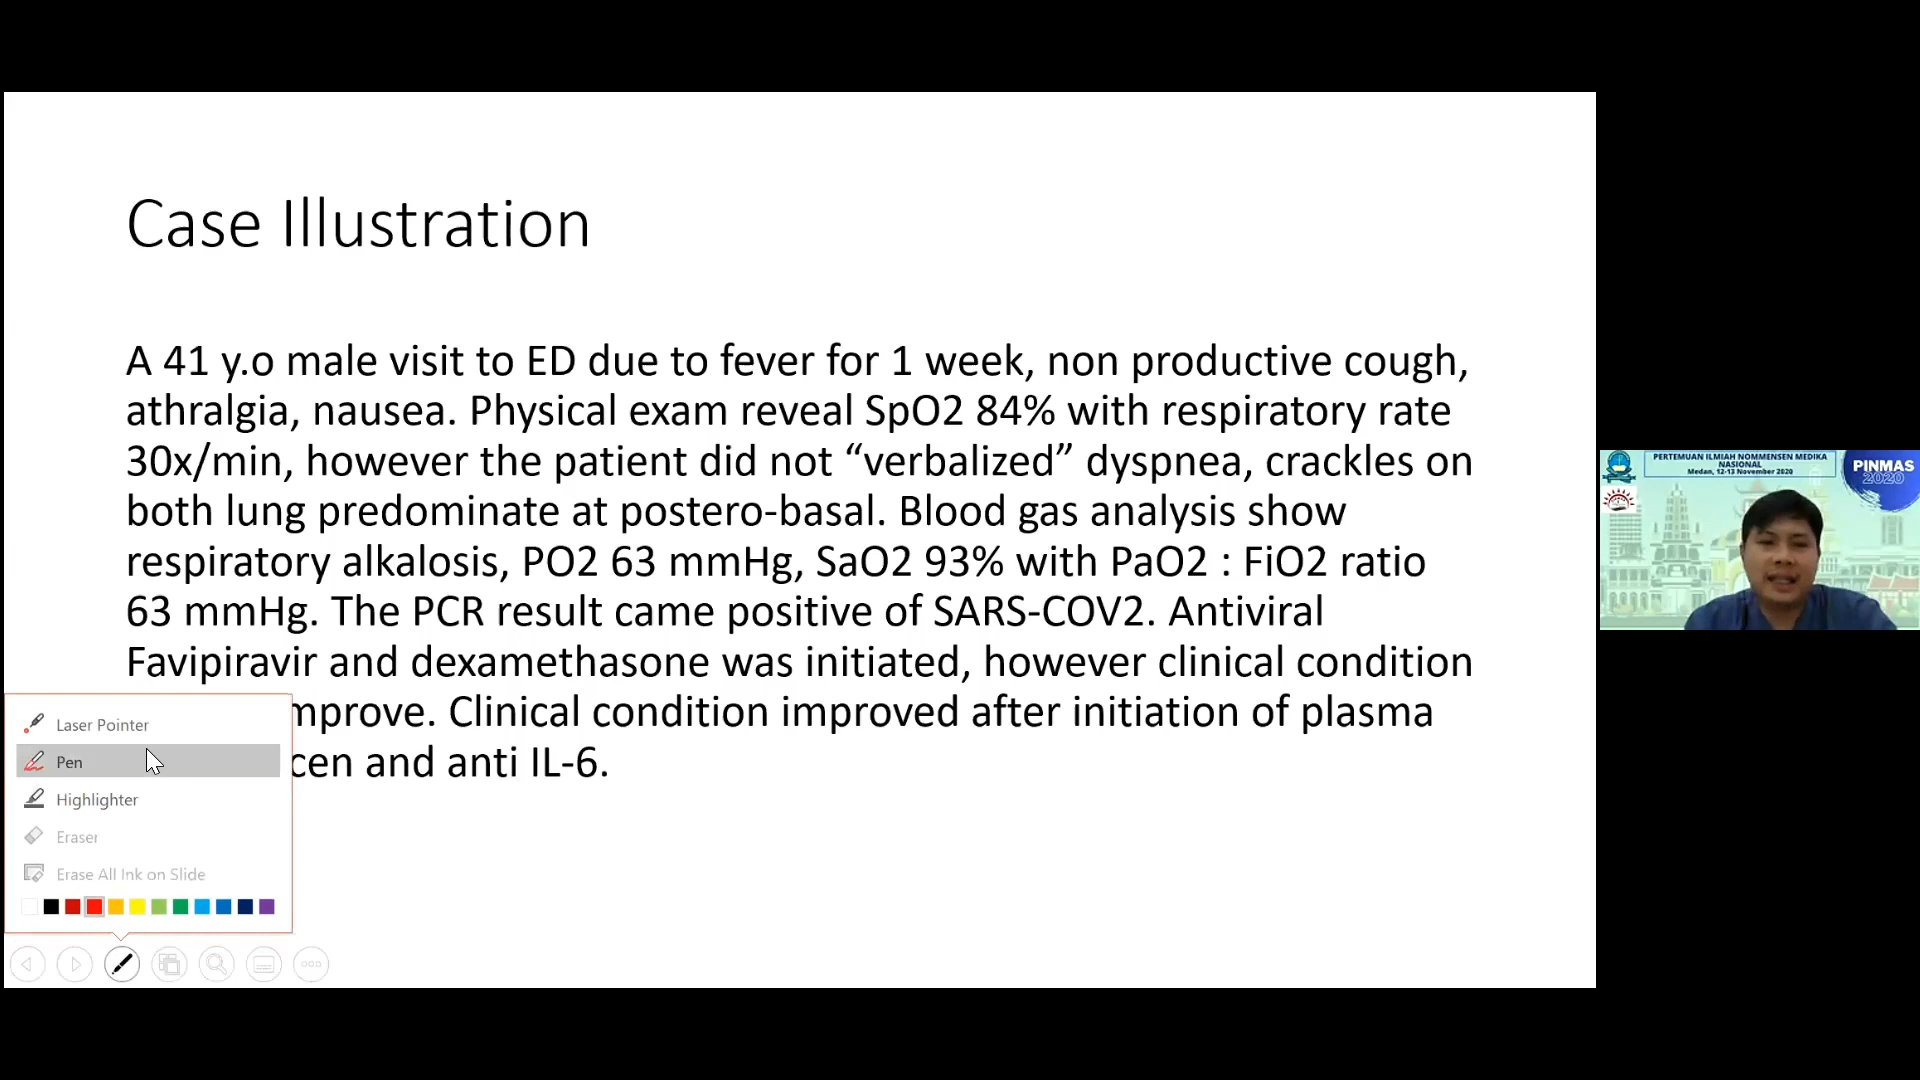 Case Illustration
A 41 y.o male visit to ED due to fever for 1 week, non productive cough,
athralgia, nausea. Physical exam reveal SpO2 84% with respiratory rate
30x/min, however the patient did not “verbalized” dyspnea, crackles on
both lung predominate at postero-basal. Blood gas analysis show
respiratory alkalosis, PO2 63 mmHg, SaO2 93% with PaO2 : FiO2 ratio
63 mmHg. The PCR result came positive of SARS-COV2. Antiviral
Favipiravir and dexamethasone was initiated, however clinical condition
mprove. Clinical condition improved after initiation of plasma
cen and anti IL-6.
Laser Pointer
Pen
Highlighter
Eraser
Erase All Ink on Slide
PERTEMUAN ILMIAH NOMMENSEN MEDIKA
NASIONAL
Medan, 12-13 November 2020
PINMAS
2020